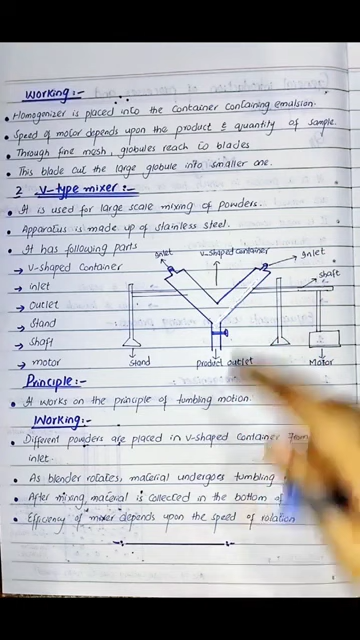 Working:-
• Homogenizer is placed into the container containing emulsion.
• Speed of motor depends upon the product & quantity of sample.
• Through fine mesh, globules reach to blades
• This blade cut the large globule into smaller one.
2 V-type mixer:-
• It is used for large scale mixing of powders.
• Apparatus is made up of stainless steel.
• It has following parts
→ V-shaped container
→ inlet
→ outlet
→ Stand
→ Shaft
→ motor
Inlet V-shaped container Inlet
shaft
Stand product outlet Motor
Principle:-
• It works on the principle of tumbling motion.
Working:-
• Different powders are placed in V-shaped container from
inlet.
• As blender rotates, material undergoes tumbling
• After mixing material is collected in the bottom of
• Efficiency of mixer depends upon the speed of rotation